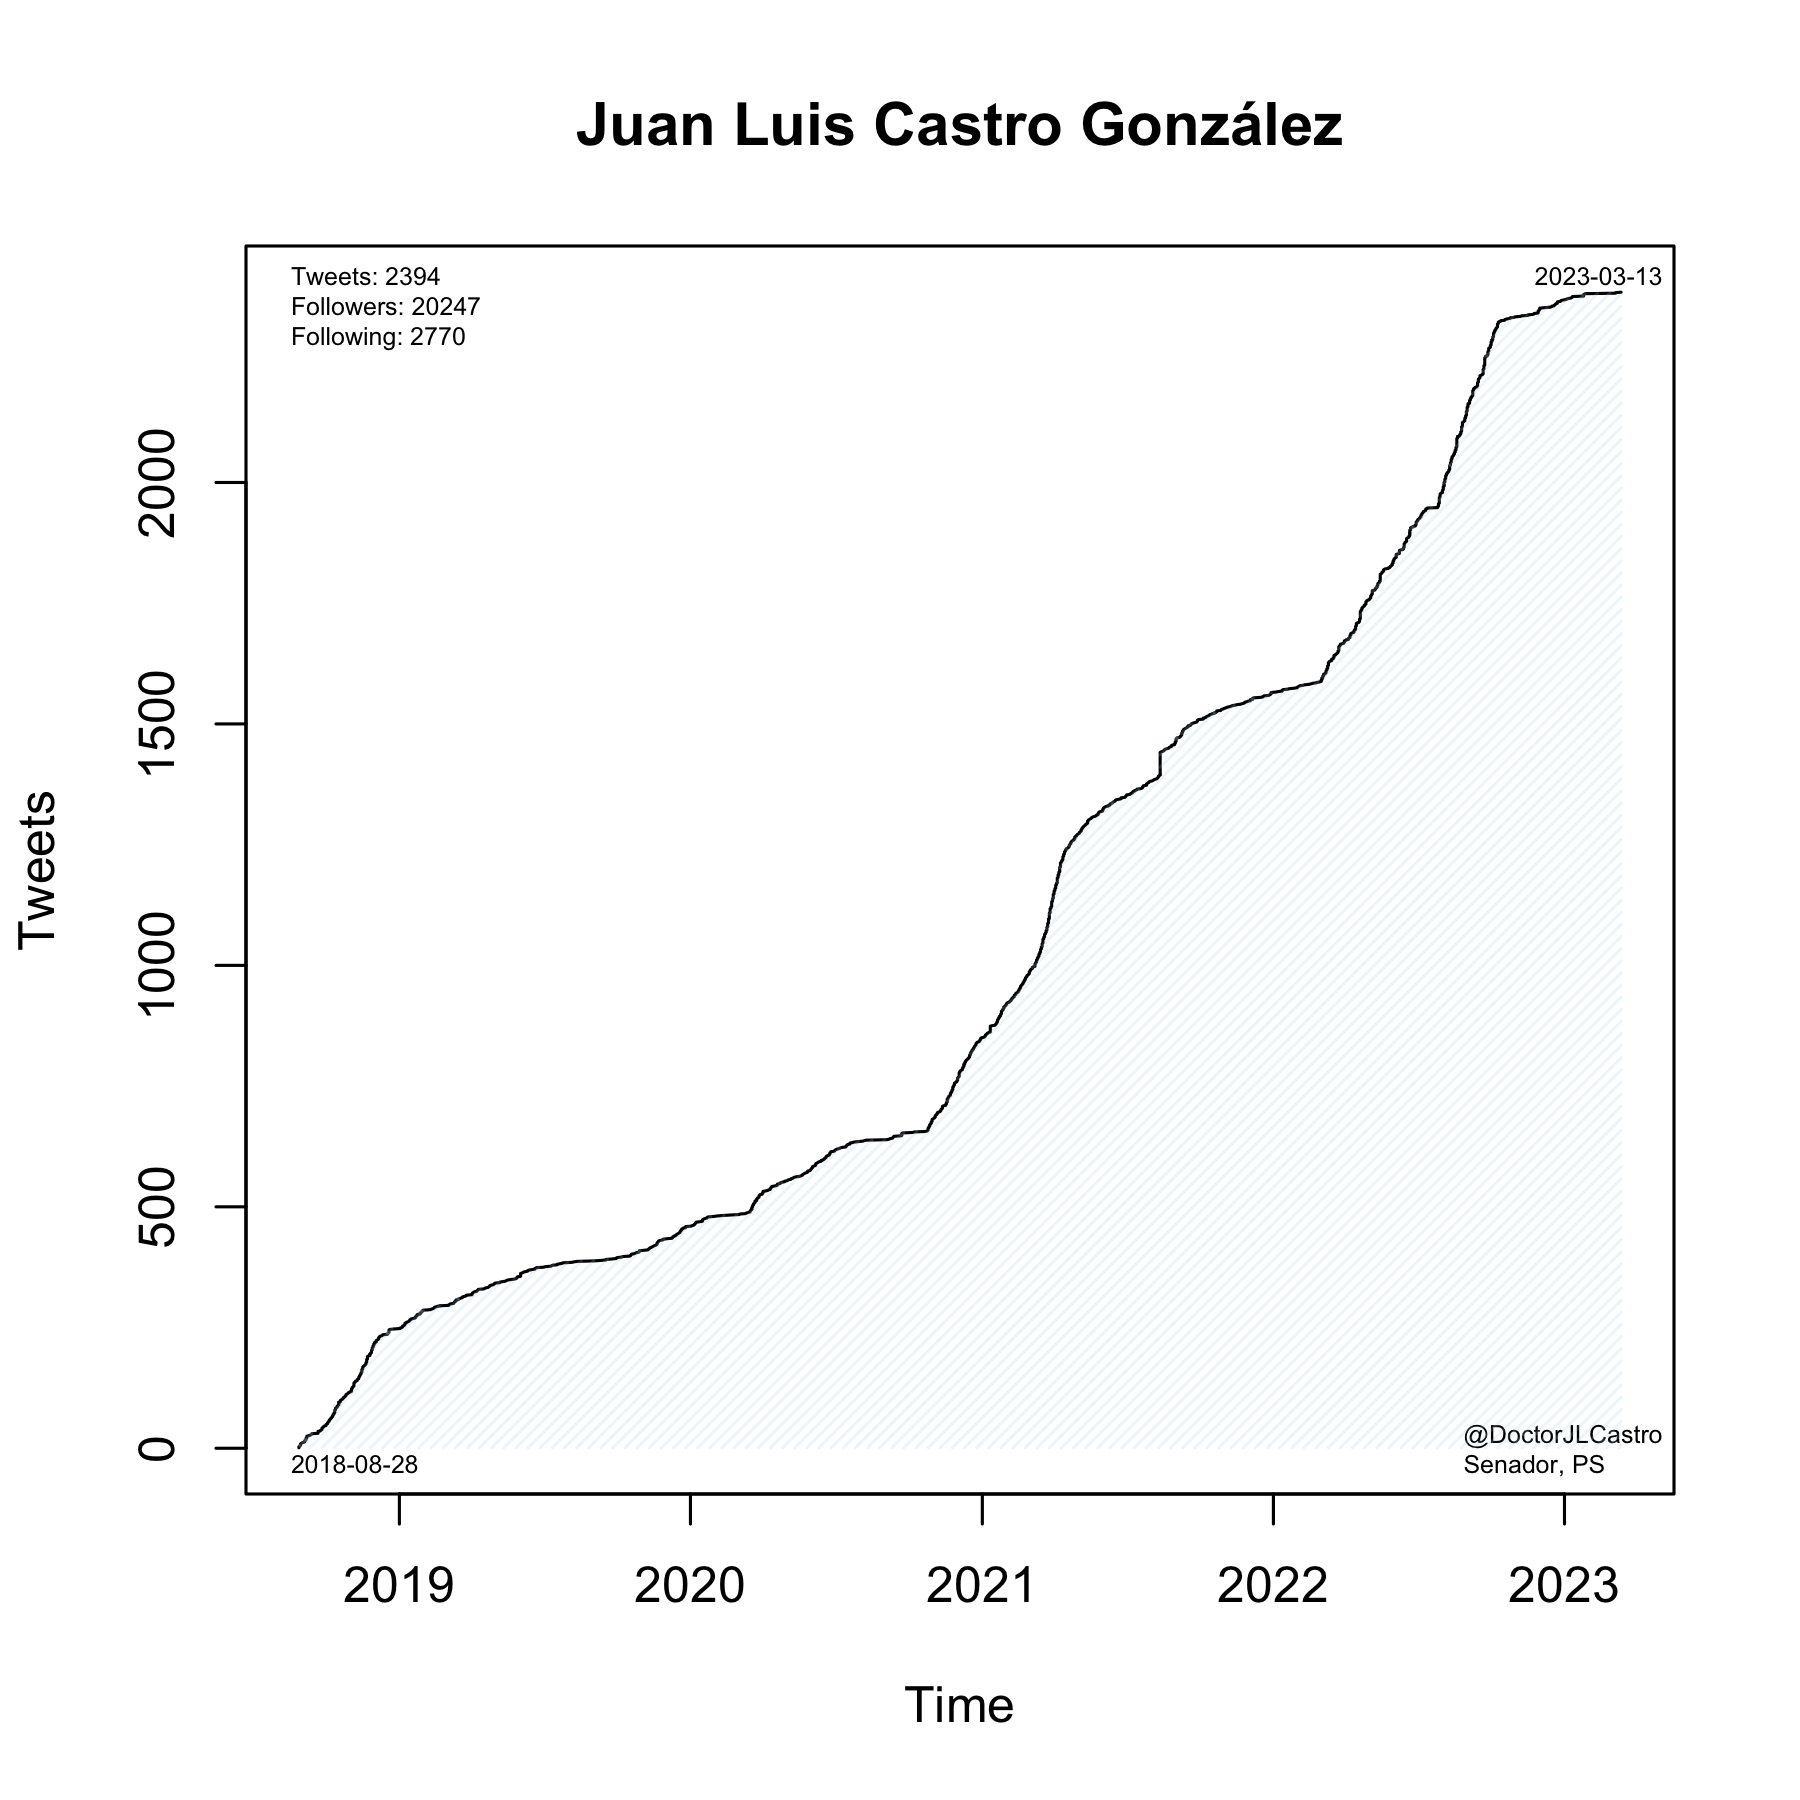 Juan Luis Castro González
Tweets: 2394
Followers: 20247
Following: 2770
2023-03-13
2000
1500
1000
500
0
Tweets
2018-08-28
@DoctorJLCastro
Senador, PS
2019
2020
2021
2022
2023
Time